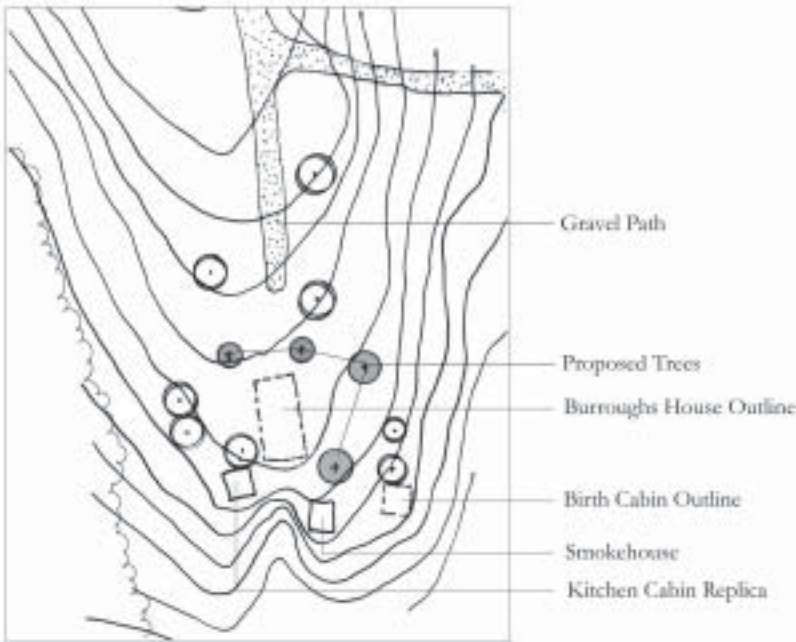 Gravel Path
Proposed Trees
Burroughs House Outline
Birth Cabin Outline
Smokehouse
Kitchen Cabin Replica